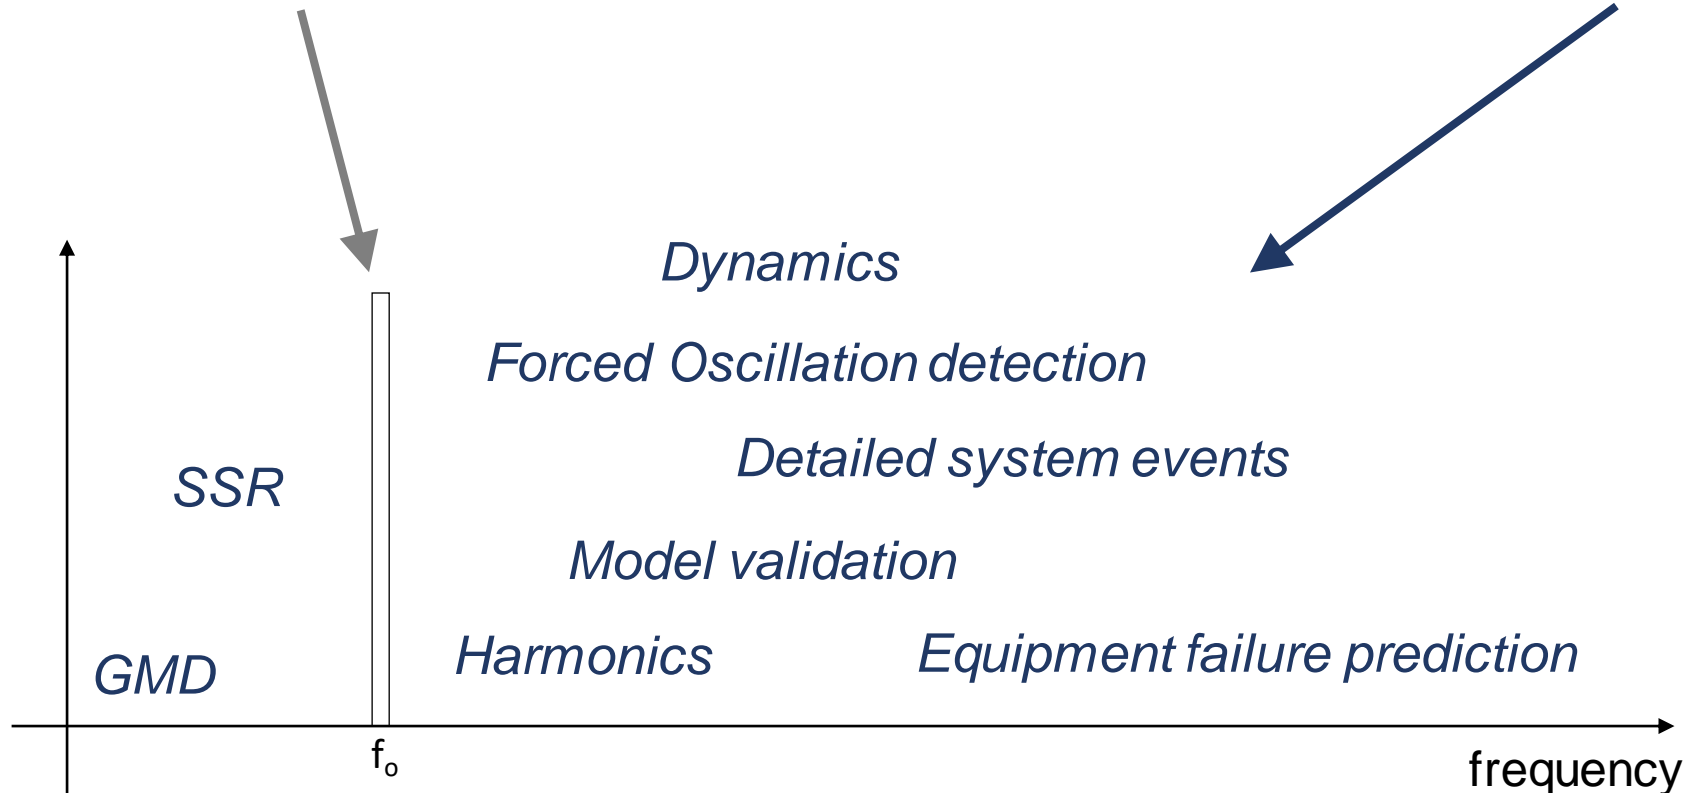 Dynamics
Forced Oscillation detection
Detailed system events
SSR
Model validation
Harmonics
Equipment failure prediction
GMD
fo
frequency